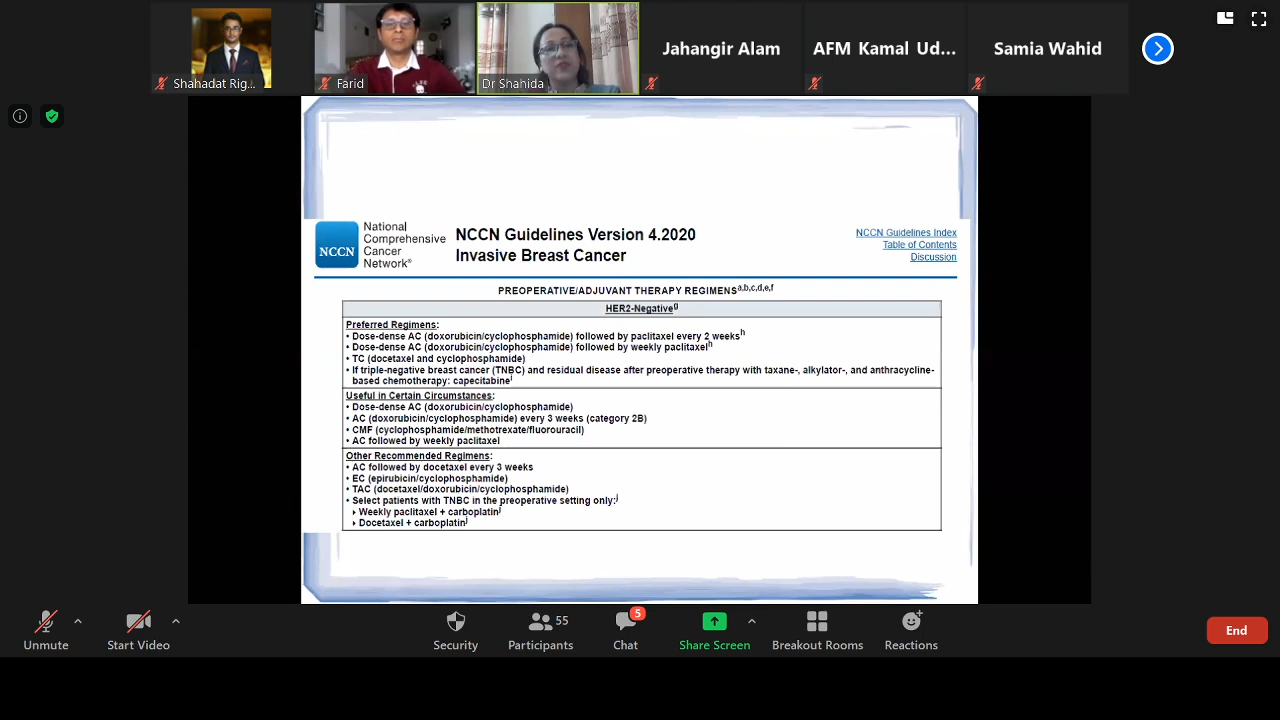 Shahadat Rig...
Farid
Dr Shahida
Jahangir Alam
AFM Kamal Ud...
Samia Wahid
NCCN
National
Comprehensive
Cancer
Network®
NCCN Guidelines Version 4.2020
Invasive Breast Cancer
NCCN Guidelines Index
Table of Contents
Discussion
PREOPERATIVE/ADJUVANT THERAPY REGIMENSa,b,c,d,e,f
HER2-Negativeg
Preferred Regimens:
• Dose-dense AC (doxorubicin/cyclophosphamide) followed by paclitaxel every 2 weeksh
• Dose-dense AC (doxorubicin/cyclophosphamide) followed by weekly paclitaxelh
• TC (docetaxel and cyclophosphamide)
• If triple-negative breast cancer (TNBC) and residual disease after preoperative therapy with taxane-, alkylator-, and anthracycline-
based chemotherapy: capecitabinei
Useful in Certain Circumstances:
• Dose-dense AC (doxorubicin/cyclophosphamide)
• AC (doxorubicin/cyclophosphamide) every 3 weeks (category 2B)
• CMF (cyclophosphamide/methotrexate/fluorouracil)
• AC followed by weekly paclitaxel
Other Recommended Regimens:
• AC followed by docetaxel every 3 weeks
• EC (epirubicin/cyclophosphamide)
• TAC (docetaxel/doxorubicin/cyclophosphamide)
• Select patients with TNBC in the preoperative setting only:j
‣ Weekly paclitaxel + carboplatinj
‣ Docetaxel + carboplatinj
Unmute
Start Video
Security
55
Participants
5
Chat
Share Screen
Breakout Rooms
Reactions
End